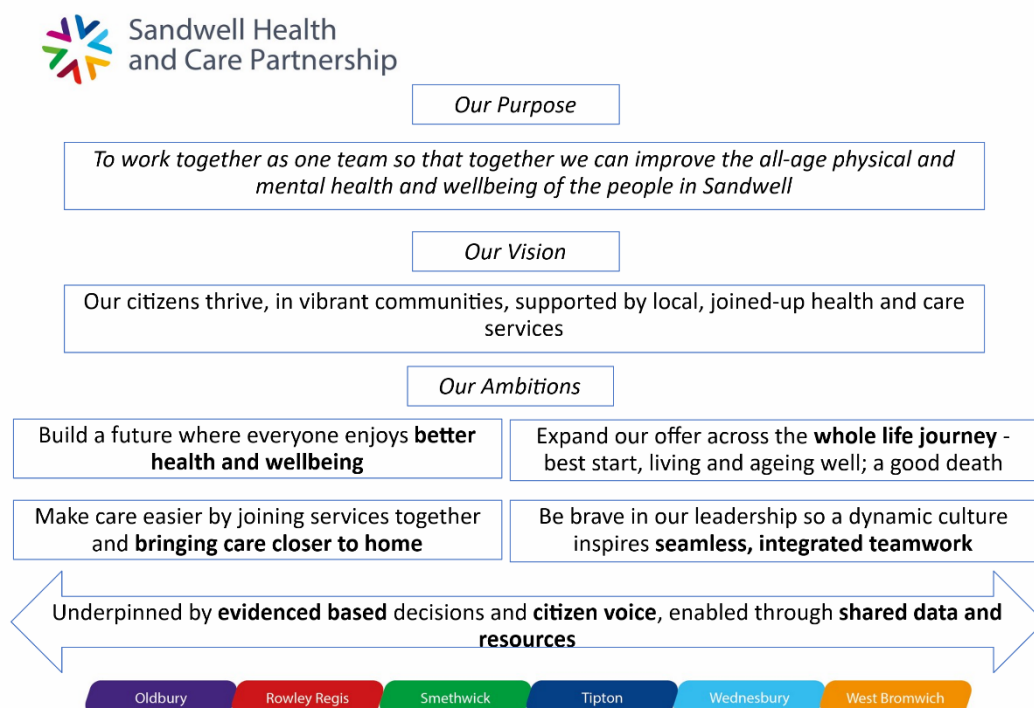 Sandwell Health
and Care Partnership
Our Purpose
To work together as one team so that together we can improve the all-age physical and
mental health and wellbeing of the people in Sandwell
Our Vision
Our citizens thrive, in vibrant communities, supported by local, joined-up health and care
services
Our Ambitions
Build a future where everyone enjoys better
health and wellbeing
Expand our offer across the whole life journey -
best start, living and ageing well; a good death
Make care easier by joining services together
and bringing care closer to home
Be brave in our leadership so a dynamic culture
inspires seamless, integrated teamwork
Underpinned by evidenced based decisions and citizen voice, enabled through shared data and
resources
Oldbury
Rowley Regis
Smethwick
Tipton
Wednesbury
West Bromwich